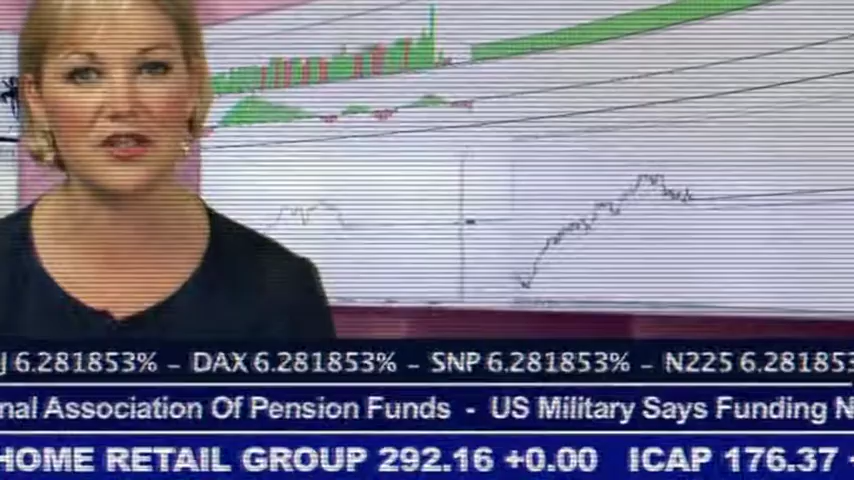 J 6.281853% – DAX 6.281853% – SNP 6.281853% – N225 6.281853
nal Association Of Pension Funds - US Military Says Funding N
HOME RETAIL GROUP 292.16 +0.00 ICAP 176.37 -